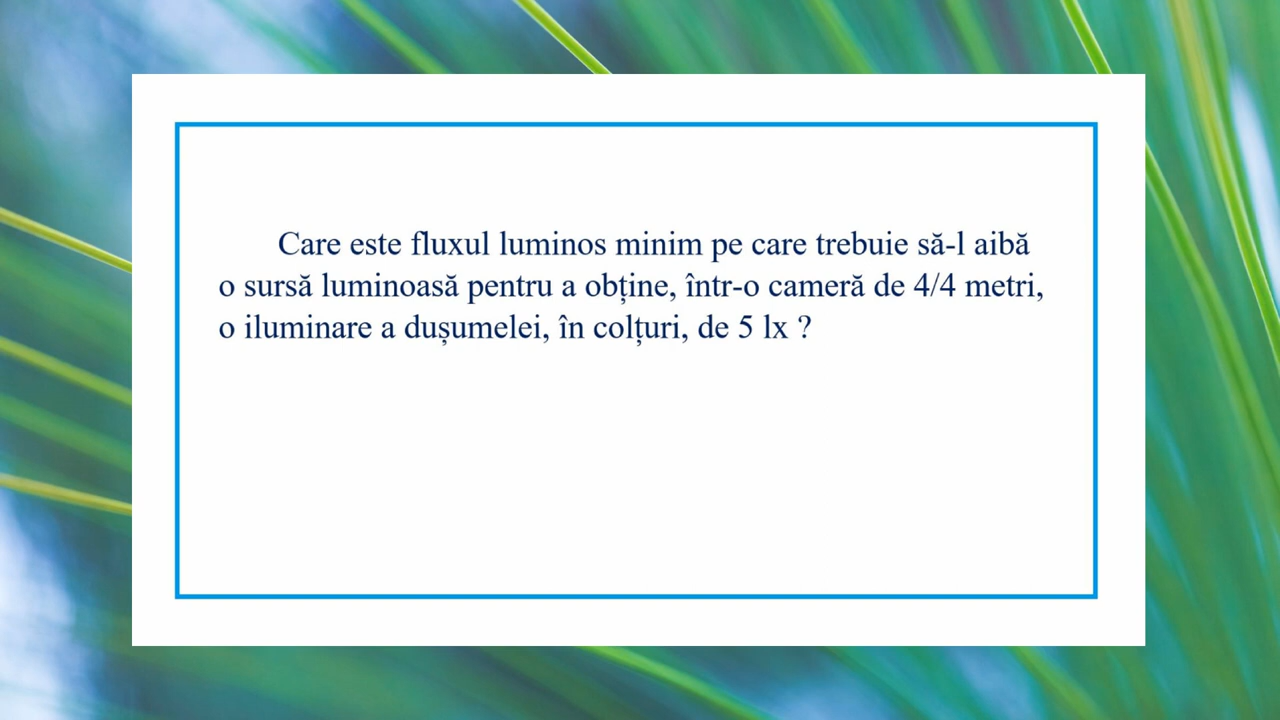 Care este fluxul luminos minim pe care trebuie să-l aibă
o sursă luminoasă pentru a obține, într-o cameră de 4/4 metri,
o iluminare a dușumelei, în colțuri, de 5 lx ?